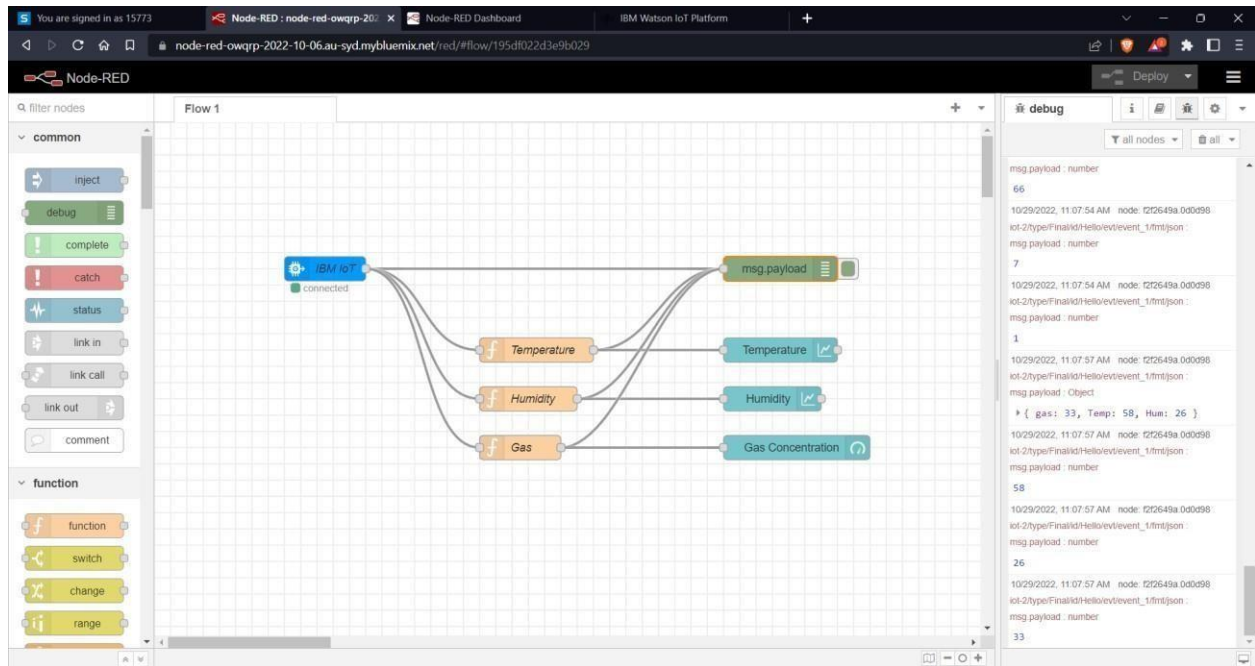 You are signed in as 15773
Node-RED : node-red-owqrp-202
Node-RED Dashboard
IBM Watson IoT Platform
node-red-owqrp-2022-10-06.au-syd.mybluemix.net/red/#flow/195df022d3e9b029
Node-RED
Deploy
filter nodes
common
inject
debug
complete
catch
status
link in
link call
link out
comment
function
function
switch
change
range
Flow 1
IBM IoT
connected
msg.payload
Temperature
Temperature
Humidity
Humidity
Gas
Gas Concentration
debug
all nodes
all
msg.payload : number
66
10/29/2022, 11:07:54 AM node: f2f2649a.0d0d98
iot-2/type/Final/id/Hello/evt/event_1/fmt/json :
msg.payload : number
7
10/29/2022, 11:07:54 AM node: f2f2649a.0d0d98
iot-2/type/Final/id/Hello/evt/event_1/fmt/json :
msg.payload : number
1
10/29/2022, 11:07:57 AM node: f2f2649a.0d0d98
iot-2/type/Final/id/Hello/evt/event_1/fmt/json :
msg.payload : Object
{ gas: 33, Temp: 58, Hum: 26 }
10/29/2022, 11:07:57 AM node: f2f2649a.0d0d98
iot-2/type/Final/id/Hello/evt/event_1/fmt/json :
msg.payload : number
58
10/29/2022, 11:07:57 AM node: f2f2649a.0d0d98
iot-2/type/Final/id/Hello/evt/event_1/fmt/json :
msg.payload : number
26
10/29/2022, 11:07:57 AM node: f2f2649a.0d0d98
iot-2/type/Final/id/Hello/evt/event_1/fmt/json :
msg.payload : number
33